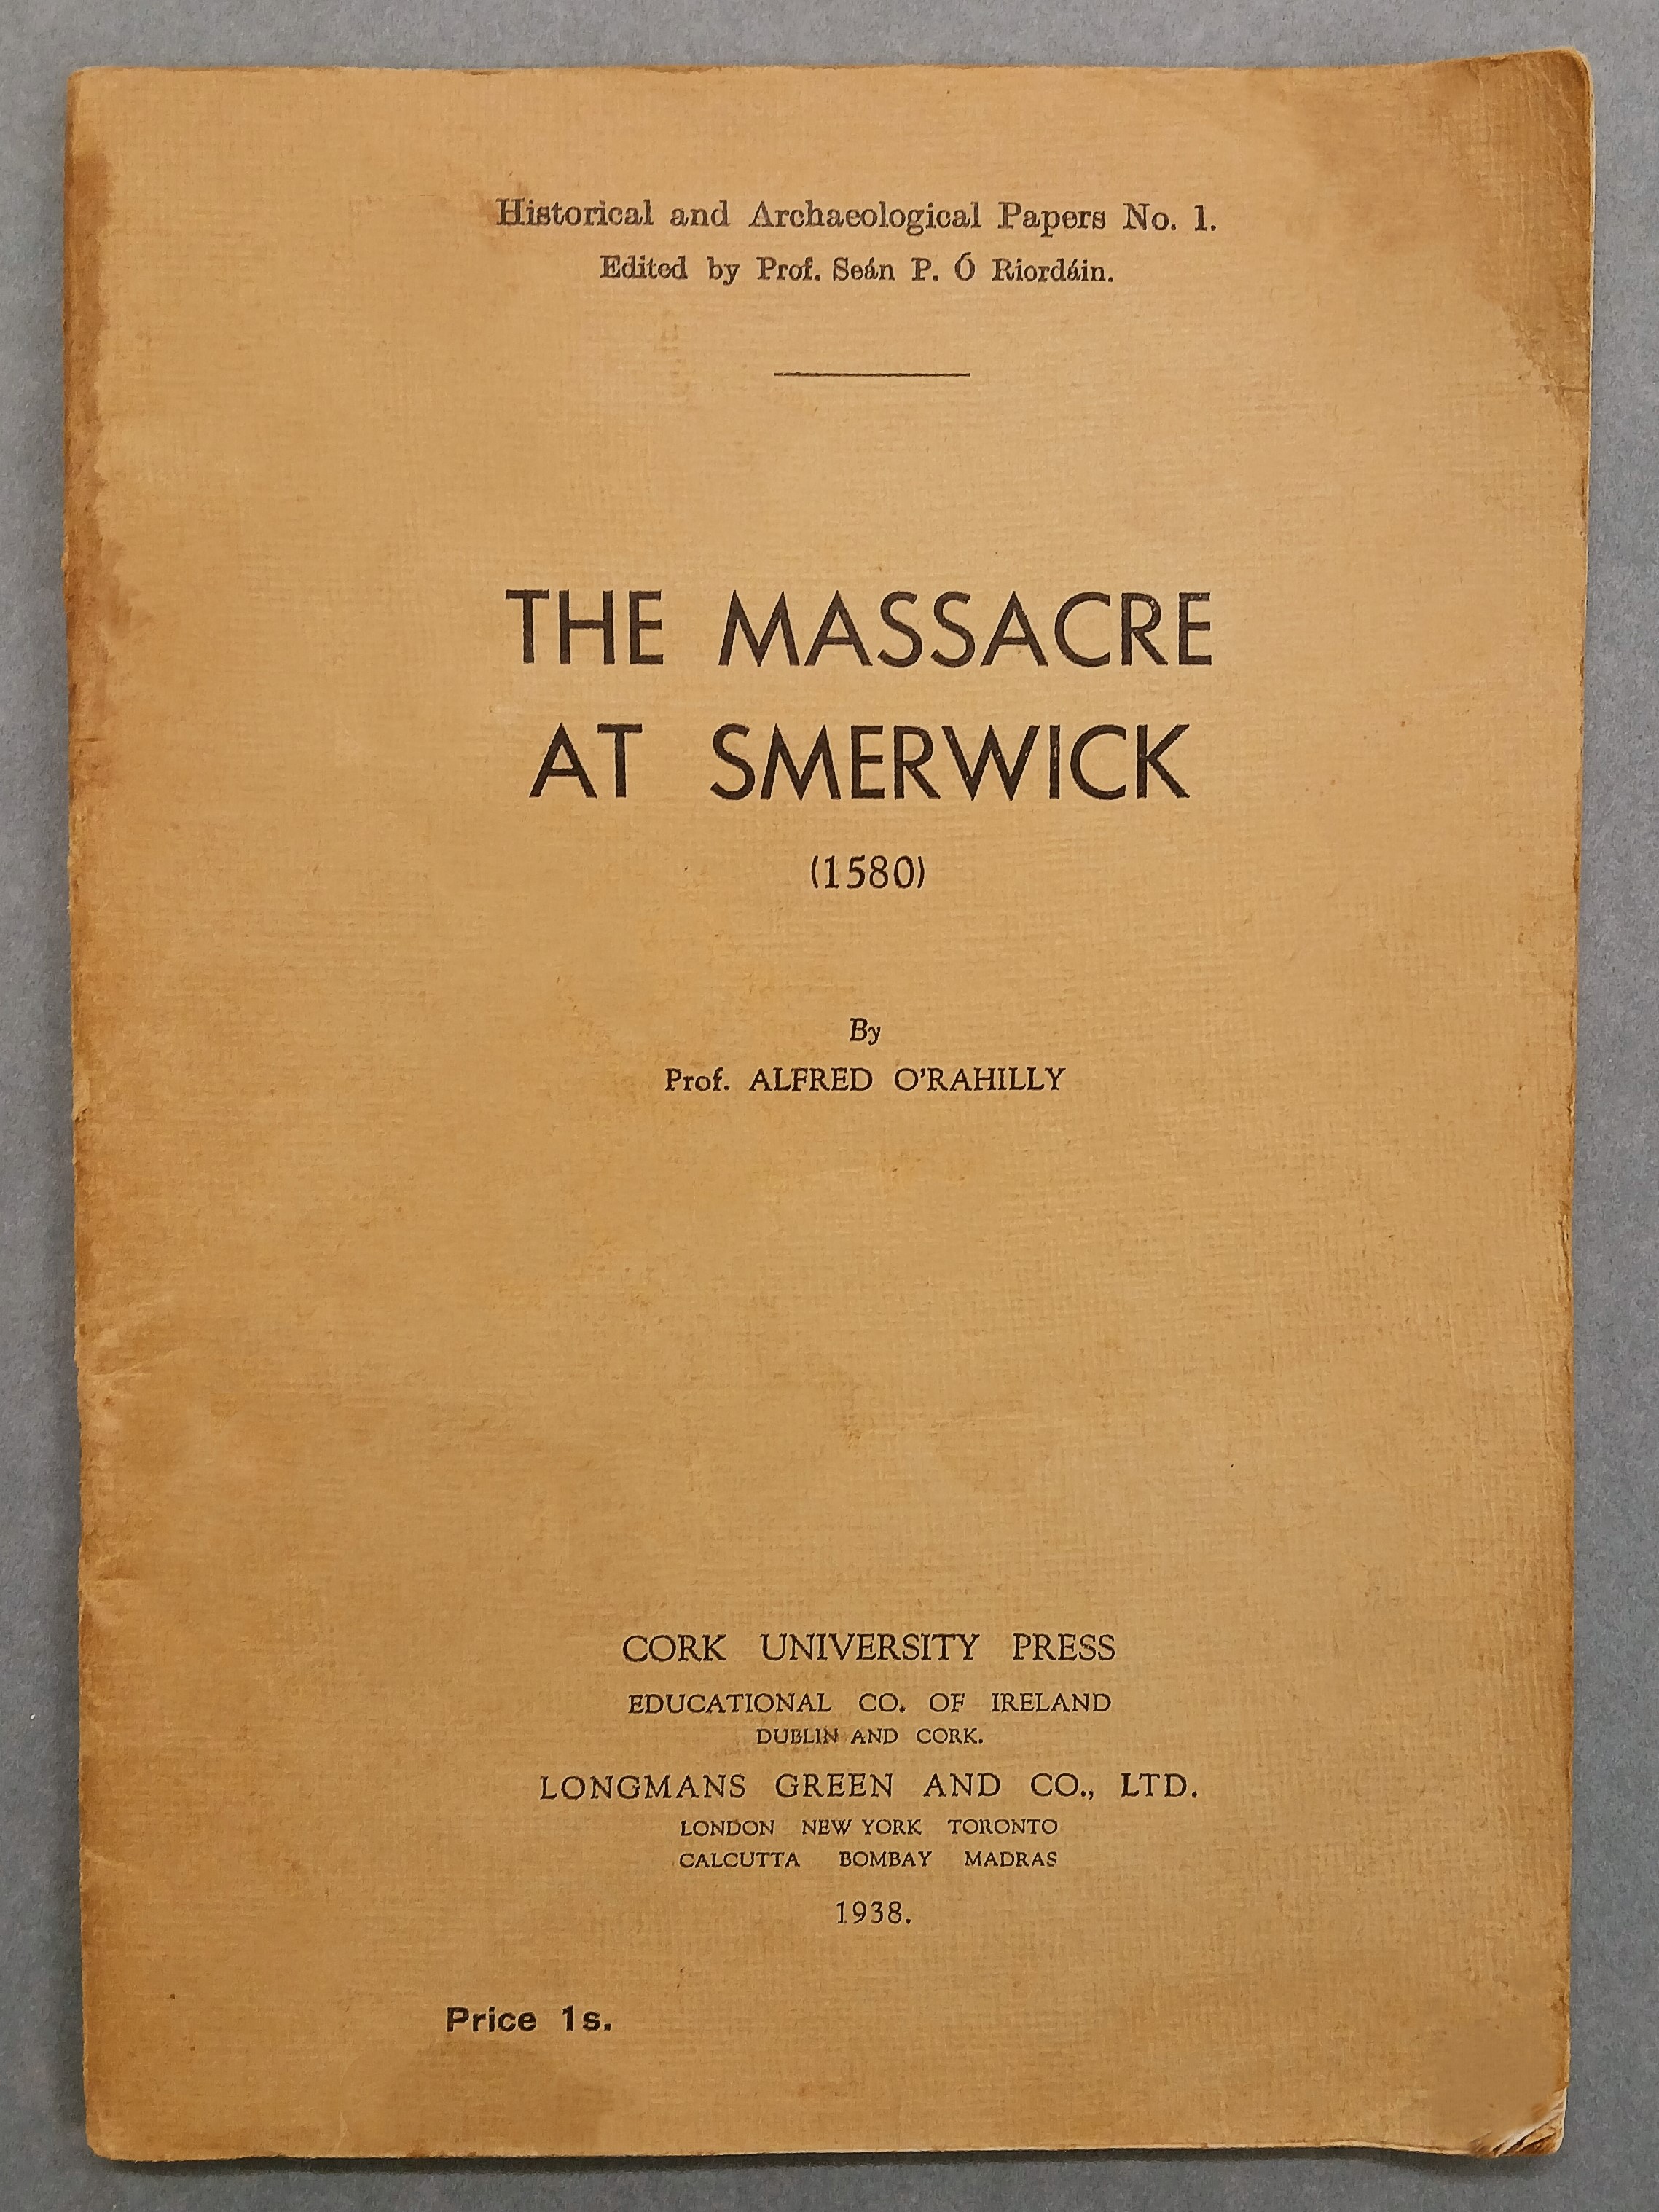 Historical and Archaeological Papers No. 1.
Edited by Prof. Seán P. Ó Riordáin.
THE MASSACRE
AT SMERWICK
(1580)
By
Prof. ALFRED O'RAHILLY
CORK UNIVERSITY PRESS
EDUCATIONAL CO. OF IRELAND
DUBLIN AND CORK.
LONGMANS GREEN AND CO., LTD.
LONDON NEW YORK TORONTO
CALCUTTA BOMBAY MADRAS
1938.
Price 1s.